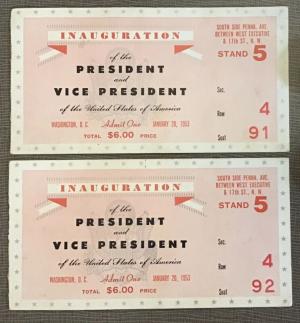 INAUGURATION
of the
PRESIDENT
and
VICE PRESIDENT
of the United States of America
WASHINGTON, D. C. Admit One JANUARY 20, 1953
TOTAL $6.00 PRICE
SOUTH SIDE PENNA. AVE.
BETWEEN WEST EXECUTIVE
& 17th ST., N. W.
STAND 5
Sec.
Row 4
Seat 91
INAUGURATION
of the
PRESIDENT
and
VICE PRESIDENT
of the United States of America
WASHINGTON, D. C. Admit One JANUARY 20, 1953
TOTAL $6.00 PRICE
SOUTH SIDE PENNA. AVE.
BETWEEN WEST EXECUTIVE
& 17th ST., N. W.
STAND 5
Sec.
Row 4
Seat 92